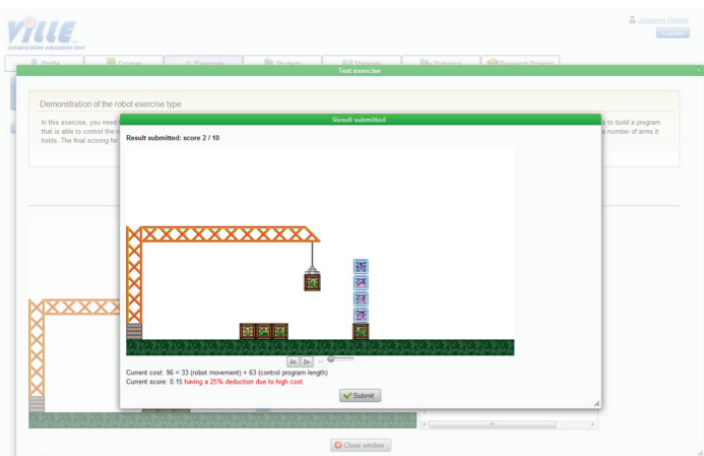 ViLLE
collaborative education tool
Johannes Holvitie
Log out
Profile
Courses
Exercises
Students
Materials
Statistics
Research Projects
Test exercise
Demonstration of the robot exercise type
In this exercise, you need
s to build a program
that is able to control the
e number of arms it
holds. The final scoring for
Result submitted
Result submitted: score 2 / 10
Current cost: 96 = 33 (robot movement) + 63 (control program length)
Current score: 0.15 having a 25% deduction due to high cost
Submit
Close window